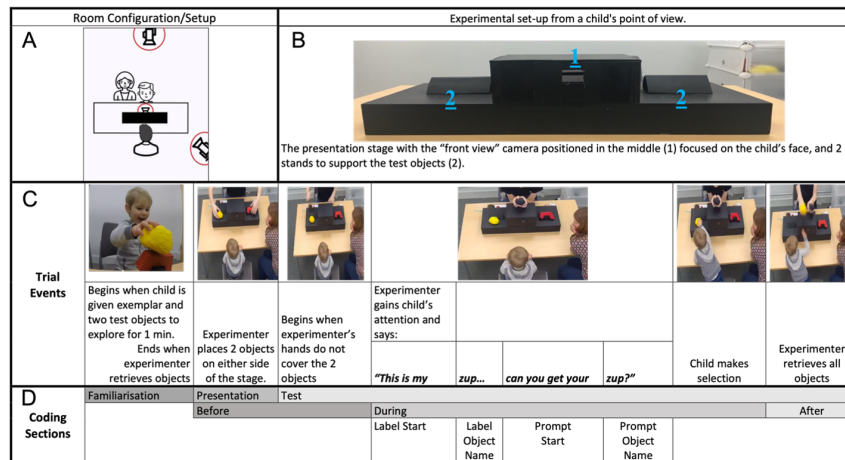 Room Configuration/Setup
Experimental set-up from a child's point of view.
A
B
1
2
2
The presentation stage with the “front view” camera positioned in the middle (1) focused on the child’s face, and 2
stands to support the test objects (2).
C
Trial
Events
Begins when child is
given exemplar and
two test objects to
explore for 1 min.
Ends when
experimenter
retrieves objects
Experimenter
places 2 objects
on either side
of the stage.
Begins when
experimenter’s
hands do not
cover the 2
objects
Experimenter
gains child’s
attention and
says:
“This is my
zup...
can you get your
zup?”
Child makes
selection
Experimenter
retrieves all
objects
D
Coding
Sections
Familiarisation
Presentation
Test
Before
During
After
Label Start
Label
Object
Name
Prompt
Start
Prompt
Object
Name